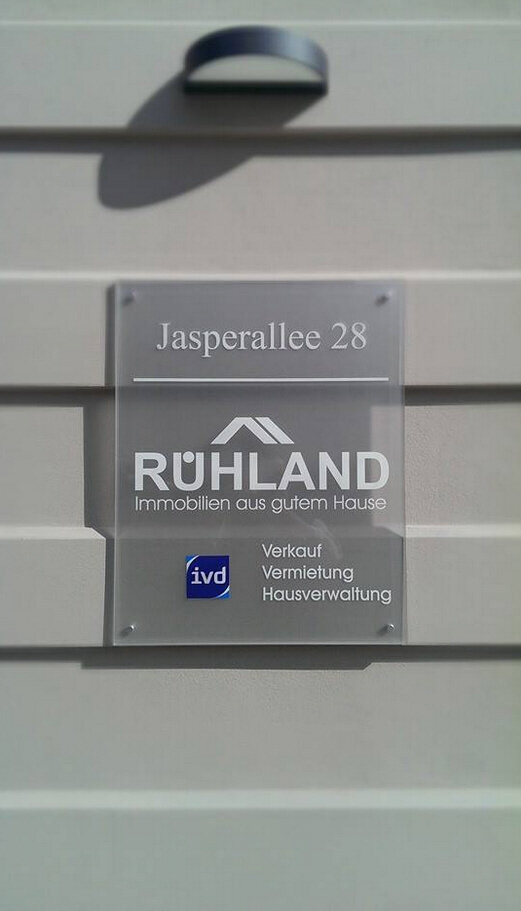 Jasperallee 28
RÜHLAND
Immobilien aus gutem Hause
ivd
Verkauf
Vermietung
Hausverwaltung